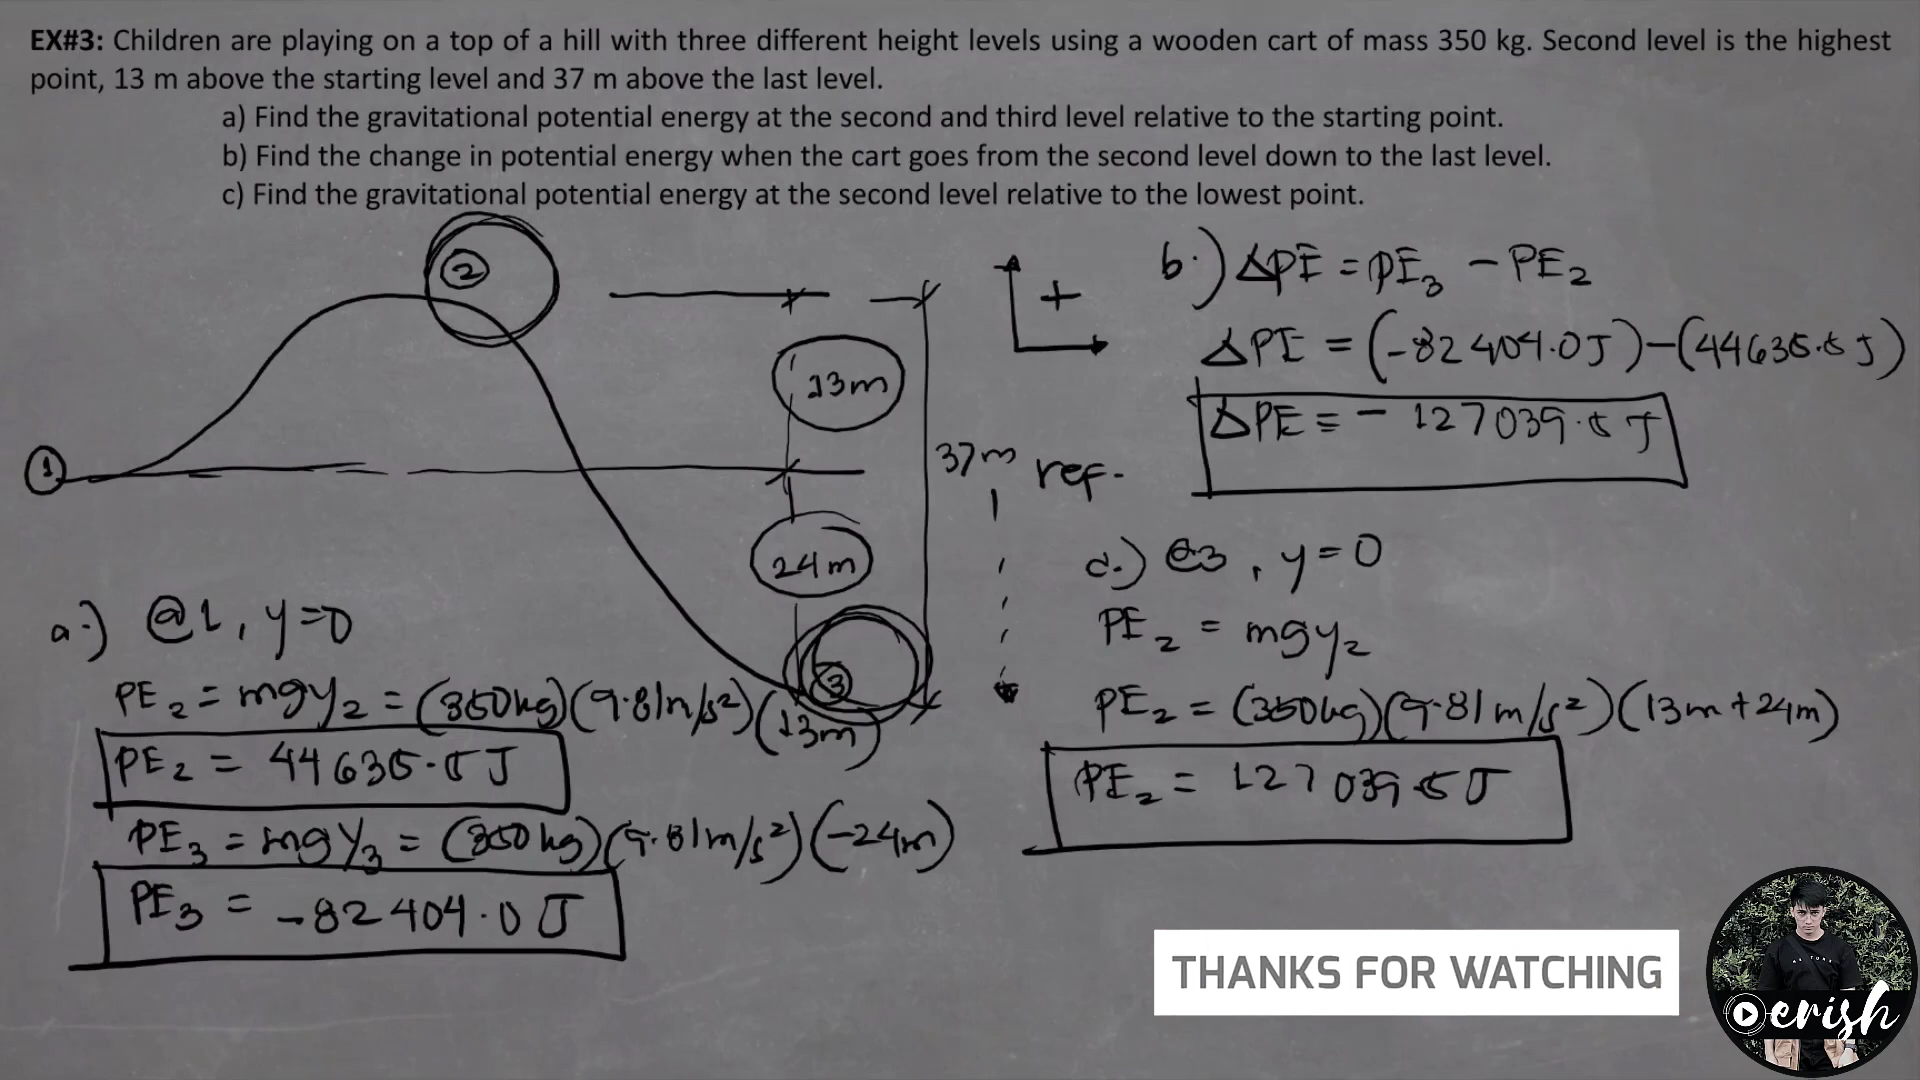 EX#3: Children are playing on a top of a hill with three different height levels using a wooden cart of mass 350 kg. Second level is the highest
point, 13 m above the starting level and 37 m above the last level.
a) Find the gravitational potential energy at the second and third level relative to the starting point.
b) Find the change in potential energy when the cart goes from the second level down to the last level.
c) Find the gravitational potential energy at the second level relative to the lowest point.
2
+
13m
1
37m
ref.
24m
3
a.) @1, y=0
PE2 = mgy2 = (350kg)(9.81m/s²)(13m)
PE2 = 44635.5 J
PE3 = mgy3 = (350kg)(9.81m/s²)(-24m)
PE3 = -82404.0 J
b.) ΔPE = PE3 - PE2
ΔPE = (-82404.0J)-(44635.5J)
ΔPE = -127039.5 J
c.) @3, y=0
PE2 = mgy2
PE2 = (350kg)(9.81m/s²)(13m+24m)
PE2 = 127039.5J
THANKS FOR WATCHING
erish